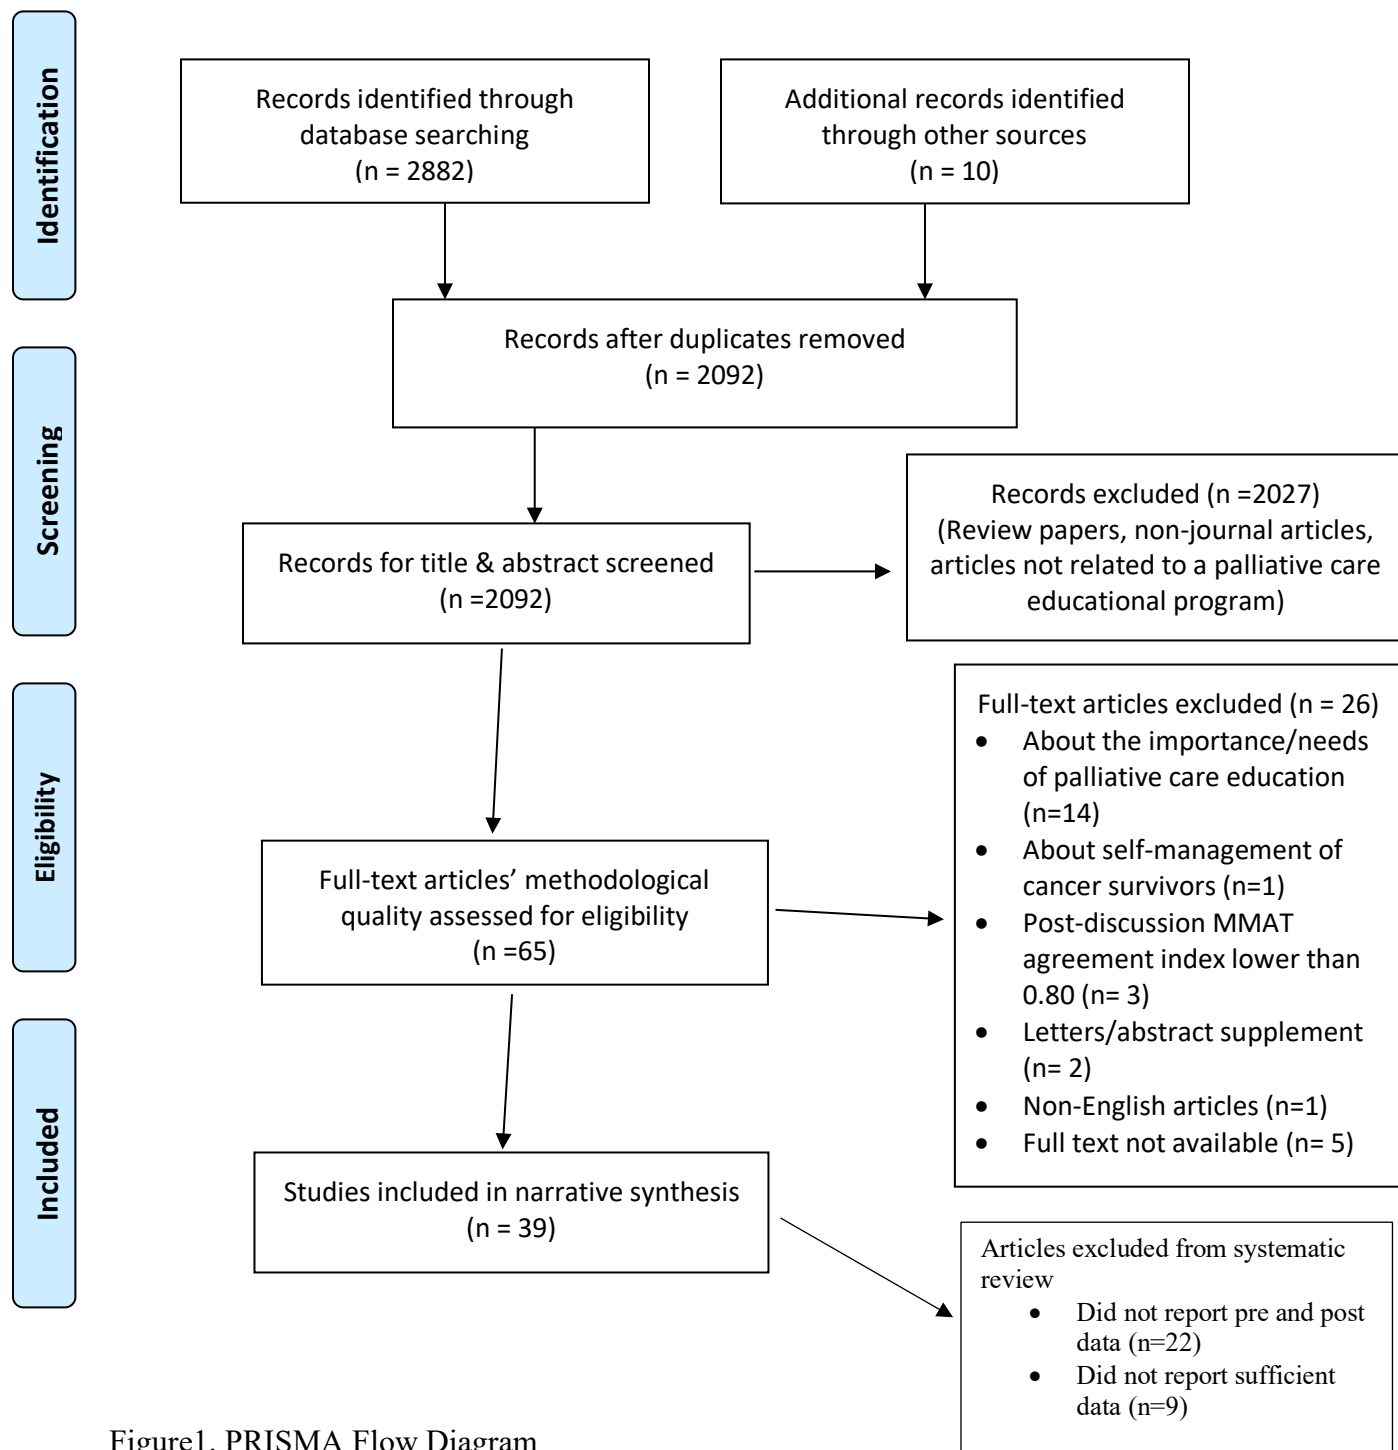 Identification
Records identified through
database searching
(n = 2882)
Additional records identified
through other sources
(n = 10)
Records after duplicates removed
(n = 2092)
Screening
Records for title & abstract screened
(n =2092)
Records excluded (n =2027)
(Review papers, non-journal articles,
articles not related to a palliative care
educational program)
Eligibility
Full-text articles’ methodological
quality assessed for eligibility
(n =65)
Full-text articles excluded (n = 26)
• About the importance/needs
of palliative care education
(n=14)
• About self-management of
cancer survivors (n=1)
• Post-discussion MMAT
agreement index lower than
0.80 (n= 3)
• Letters/abstract supplement
(n= 2)
• Non-English articles (n=1)
• Full text not available (n= 5)
Included
Studies included in narrative synthesis
(n = 39)
Articles excluded from systematic
review
• Did not report pre and post
data (n=22)
• Did not report sufficient
data (n=9)
Figure1. PRISMA Flow Diagram